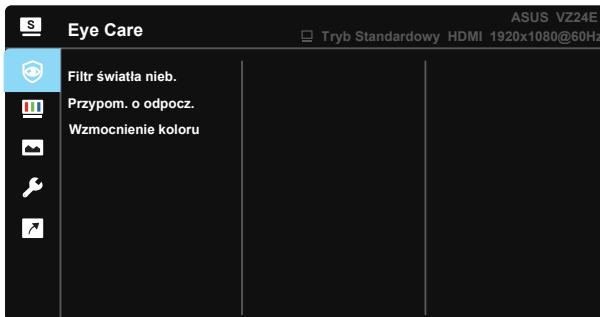 S
Eye Care
ASUS VZ24E
Tryb Standardowy HDMI 1920x1080@60Hz
Filtr światła nieb.
Przypom. o odpocz.
Wzmocnienie koloru